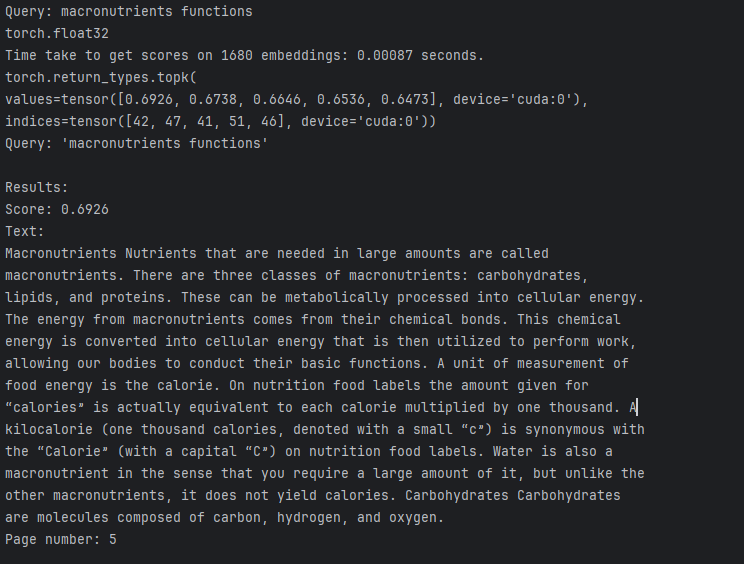 Query: macronutrients functions
torch.float32
Time take to get scores on 1680 embeddings: 0.00087 seconds.
torch.return_types.topk(
values=tensor([0.6926, 0.6738, 0.6646, 0.6536, 0.6473], device='cuda:0'),
indices=tensor([42, 47, 41, 51, 46], device='cuda:0'))
Query: 'macronutrients functions'

Results:
Score: 0.6926
Text:
Macronutrients Nutrients that are needed in large amounts are called
macronutrients. There are three classes of macronutrients: carbohydrates,
lipids, and proteins. These can be metabolically processed into cellular energy.
The energy from macronutrients comes from their chemical bonds. This chemical
energy is converted into cellular energy that is then utilized to perform work,
allowing our bodies to conduct their basic functions. A unit of measurement of
food energy is the calorie. On nutrition food labels the amount given for
“calories” is actually equivalent to each calorie multiplied by one thousand. A
kilocalorie (one thousand calories, denoted with a small “c”) is synonymous with
the “Calorie” (with a capital “C”) on nutrition food labels. Water is also a
macronutrient in the sense that you require a large amount of it, but unlike the
other macronutrients, it does not yield calories. Carbohydrates Carbohydrates
are molecules composed of carbon, hydrogen, and oxygen.
Page number: 5